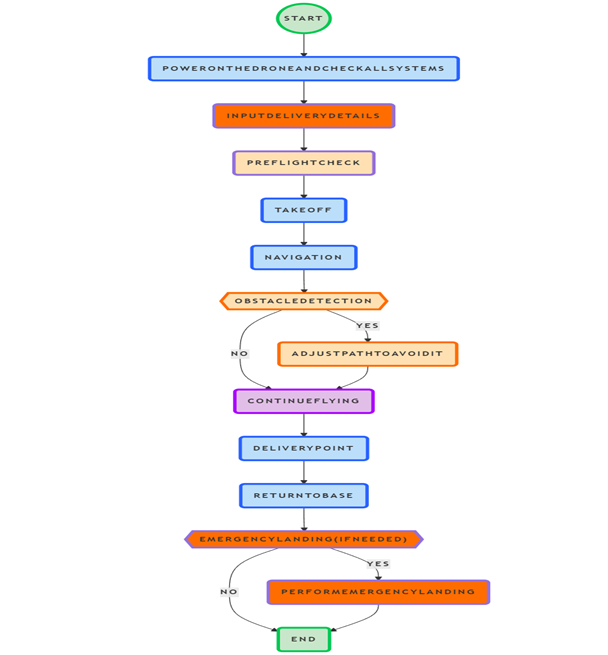 START
POWERONTHEDRONEANDCHECKALLSYSTEMS
INPUTDELIVERYDETAILS
PREFLIGHTCHECK
TAKEOFF
NAVIGATION
OBSTACLEDETECTION
YES
NO
ADJUSTPATHTOAVOIDIT
CONTINUEFLYING
DELIVERYPOINT
RETURNTOBASE
EMERGENCYLANDING(IFNEEDED)
YES
NO
PERFORMEMERGENCYLANDING
END